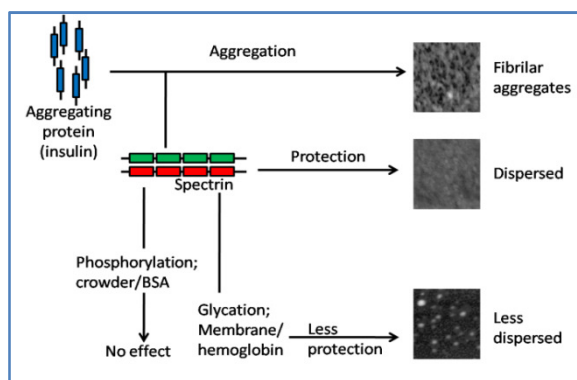 Aggregation
Fibrilar
aggregates
Aggregating
protein
(insulin)
Protection
Dispersed
Spectrin
Phosphorylation;
crowder/BSA
No effect
Glycation;
Membrane/
hemoglobin
Less
protection
Less
dispersed